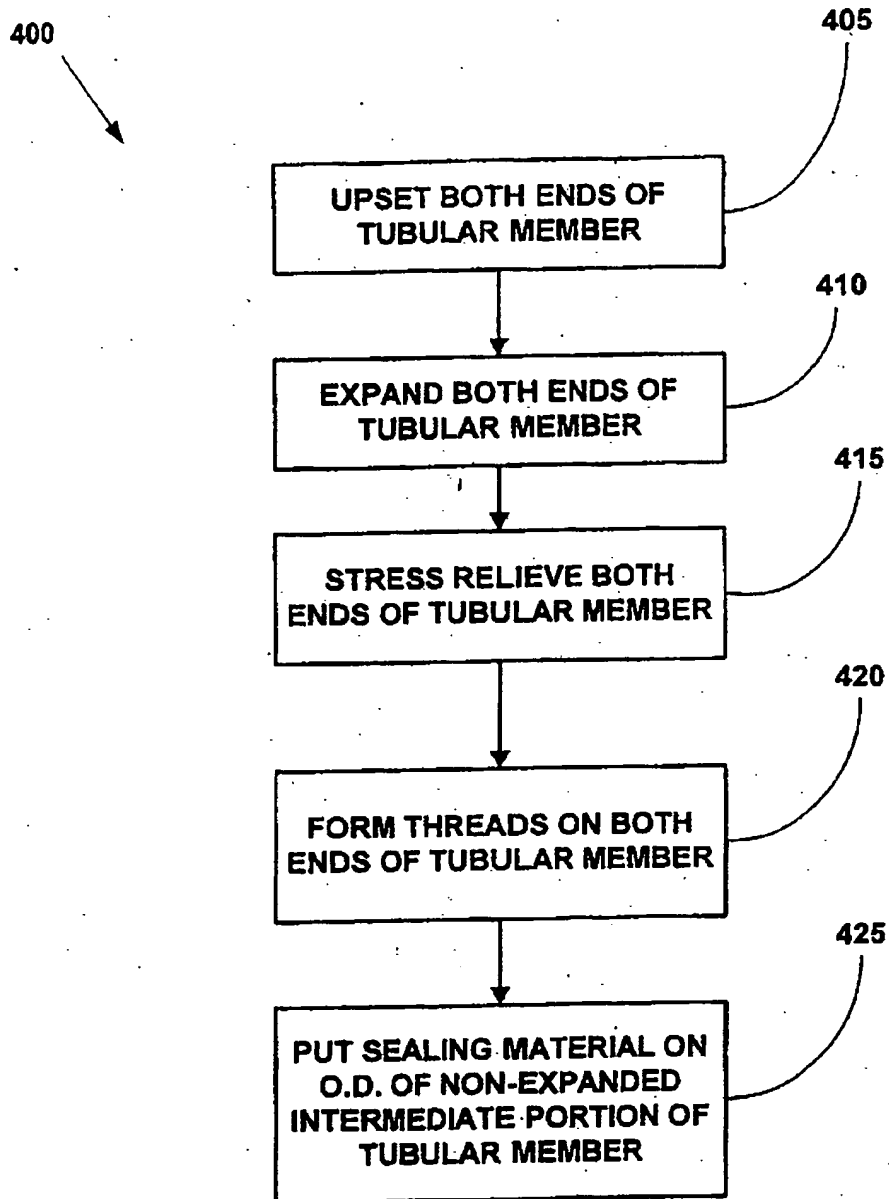 400
405
UPSET BOTH ENDS OF
TUBULAR MEMBER
410
EXPAND BOTH ENDS OF
TUBULAR MEMBER
415
STRESS RELIEVE BOTH
ENDS OF TUBULAR MEMBER
420
FORM THREADS ON BOTH
ENDS OF TUBULAR MEMBER
425
PUT SEALING MATERIAL ON
O.D. OF NON-EXPANDED
INTERMEDIATE PORTION OF
TUBULAR MEMBER